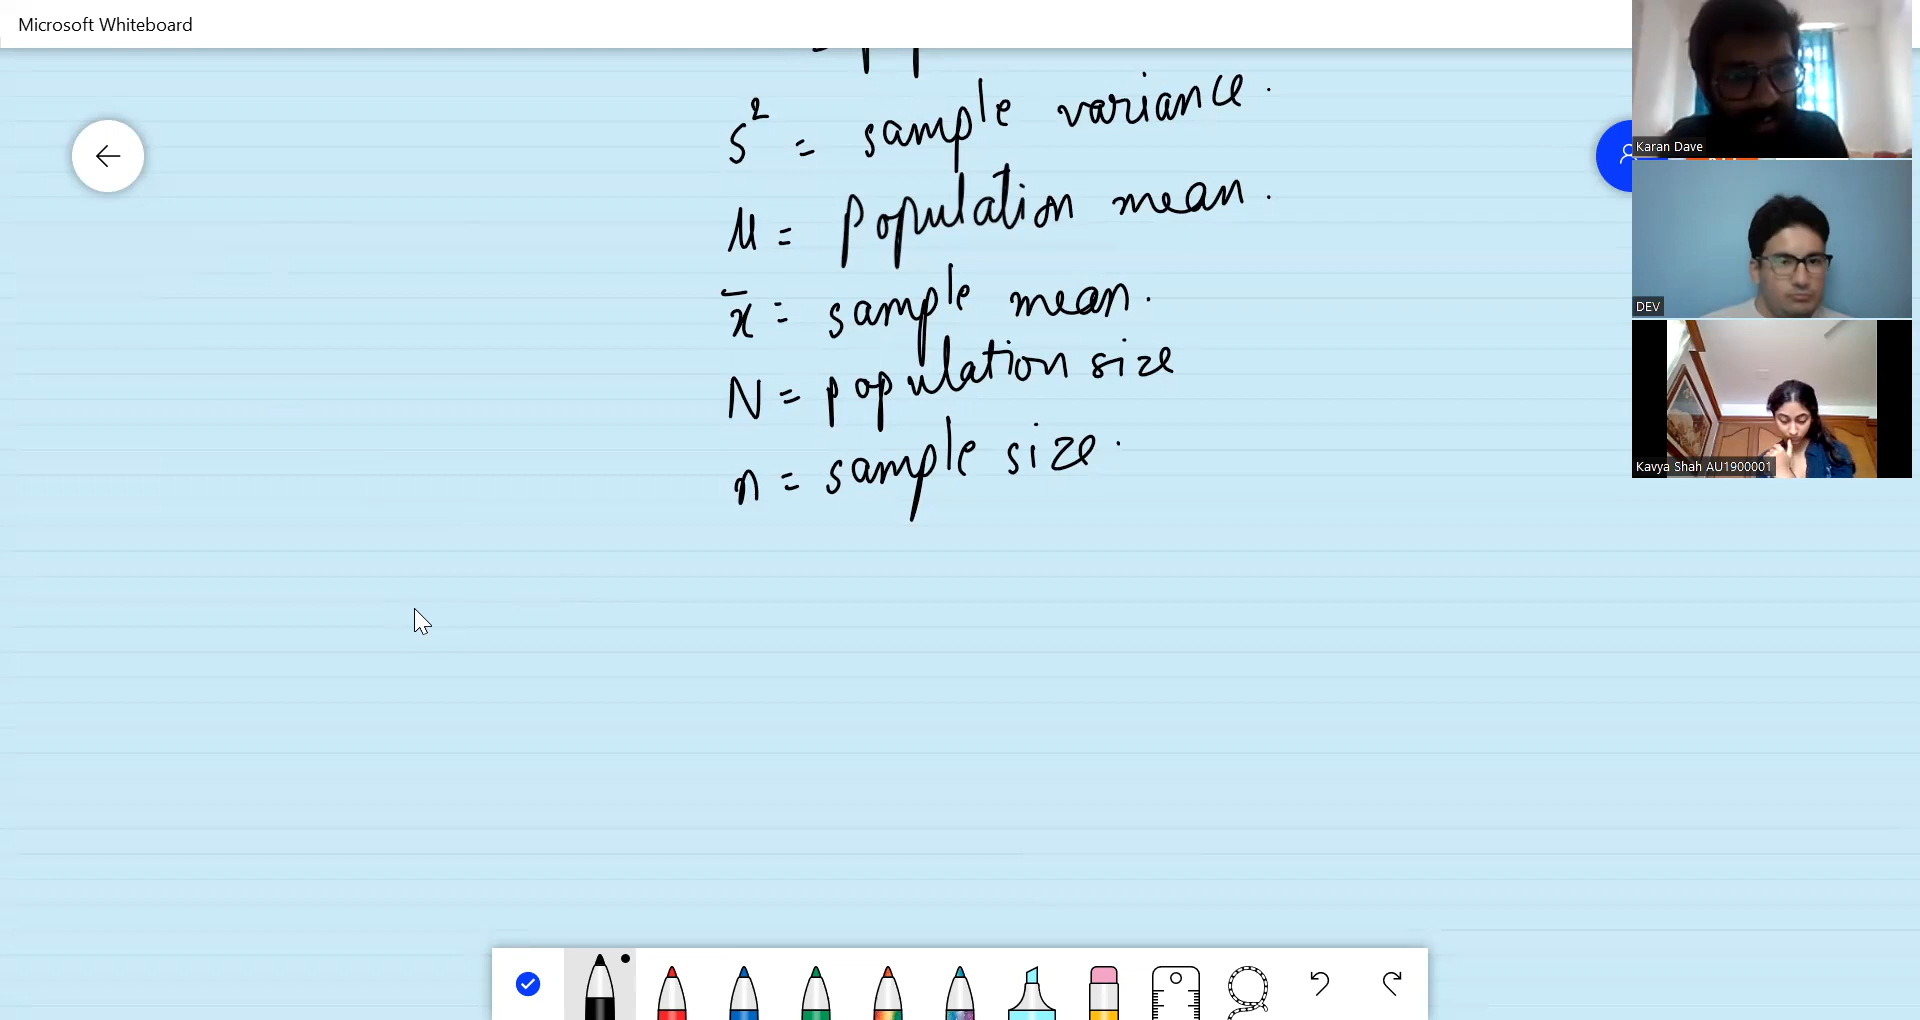 Microsoft Whiteboard
s² = sample variance.
μ = Population mean.
x̄ = sample mean.
N = population size
n = sample size.
Karan Dave
DEV
Kavya Shah AU1900001